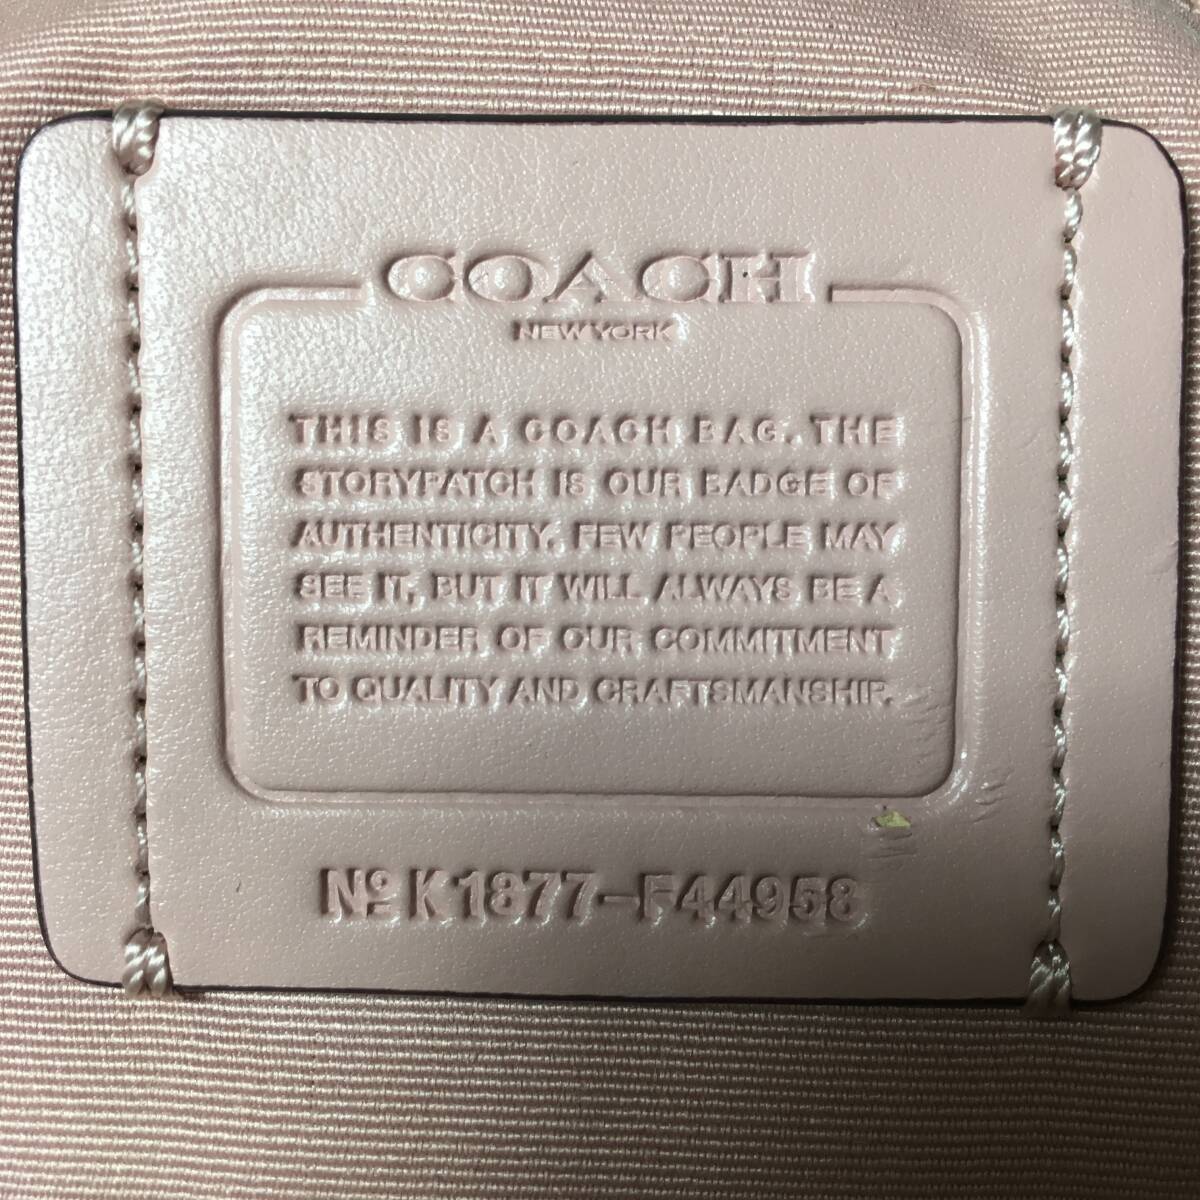 COACH
NEW YORK
THIS IS A COACH BAG. THE
STORYPATCH IS OUR BADGE OF
AUTHENTICITY. FEW PEOPLE MAY
SEE IT, BUT IT WILL ALWAYS BE A
REMINDER OF OUR COMMITMENT
TO QUALITY AND CRAFTSMANSHIP.
Nº K1877-F44958